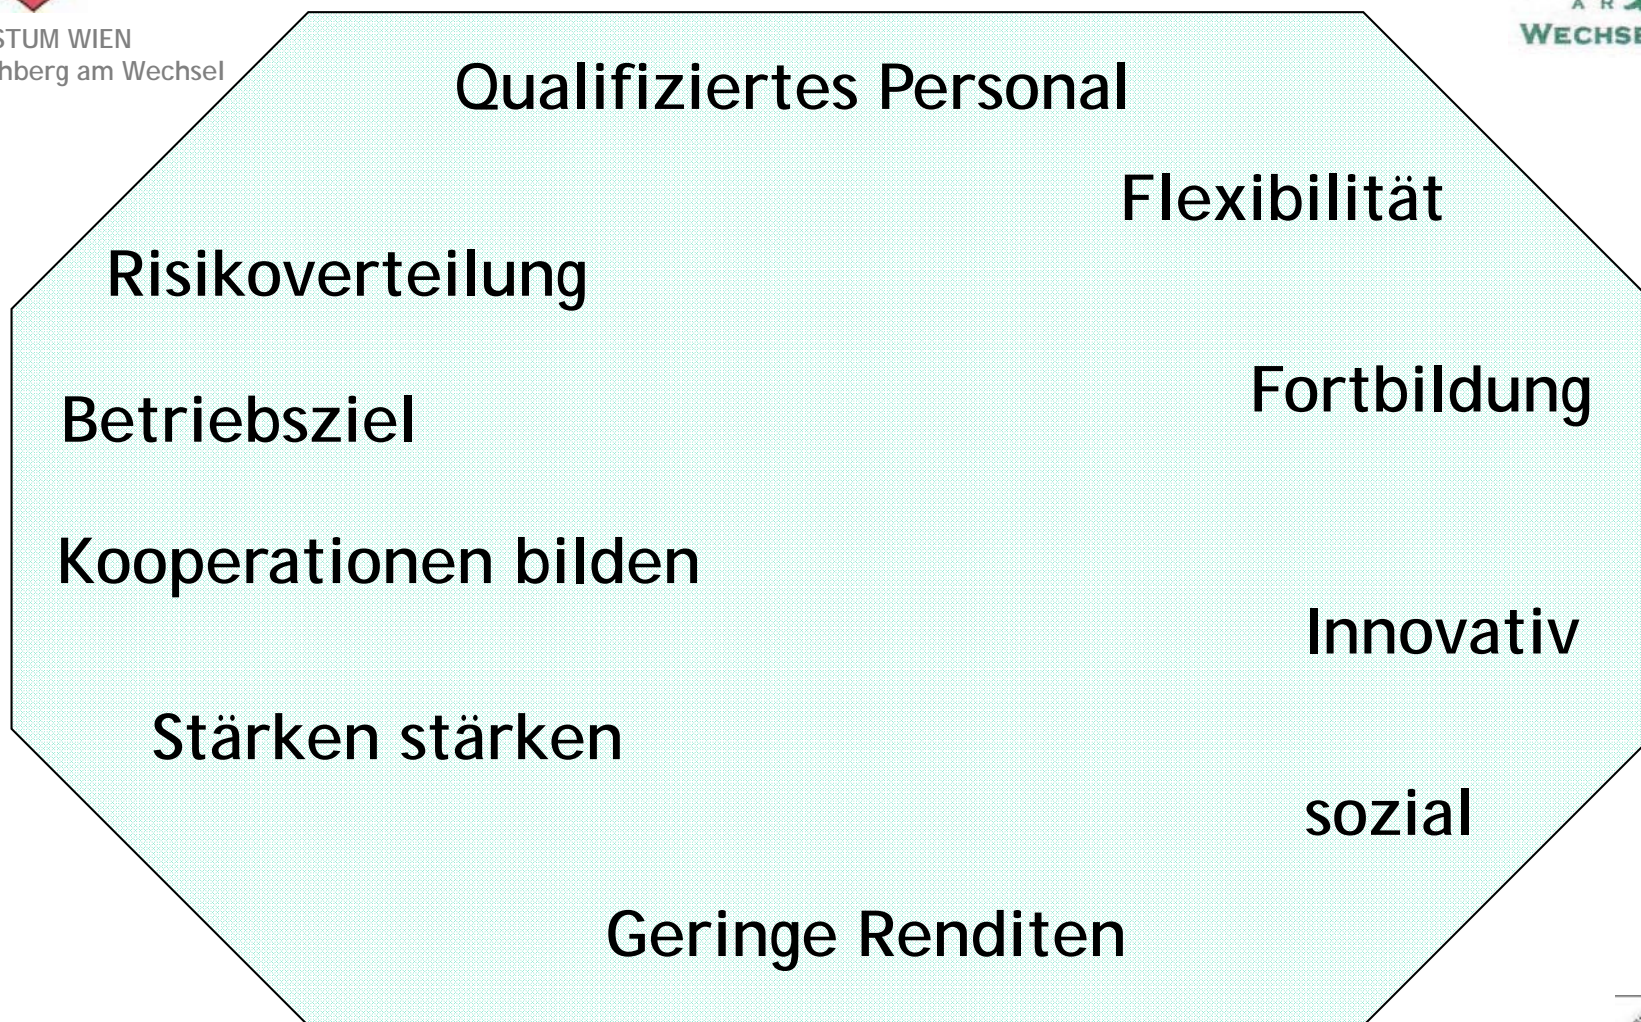 STUM WIEN
hberg am Wechsel
WECHSE
Qualifiziertes Personal
Flexibilität
Risikoverteilung
Fortbildung
Betriebsziel
Kooperationen bilden
Innovativ
Stärken stärken
sozial
Geringe Renditen